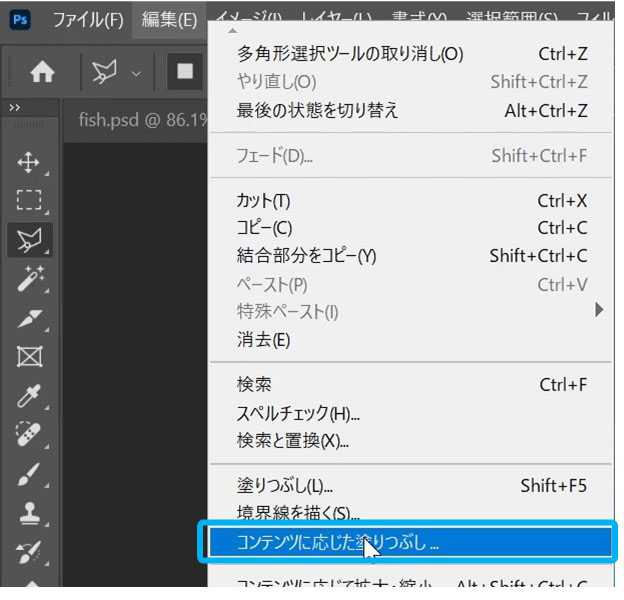 Ps ファイル(F) 編集(E) イメージ(I) レイヤー(L) 書式(Y) 選択範囲(S) フィル
fish.psd @ 86.1%
多角形選択ツールの取り消し(O) Ctrl+Z
やり直し(O) Shift+Ctrl+Z
最後の状態を切り替え Alt+Ctrl+Z
フェード(D)... Shift+Ctrl+F
カット(T) Ctrl+X
コピー(C) Ctrl+C
結合部分をコピー(Y) Shift+Ctrl+C
ペースト(P) Ctrl+V
特殊ペースト(I)
消去(E)
検索 Ctrl+F
スペルチェック(H)...
検索と置換(X)...
塗りつぶし(L)... Shift+F5
境界線を描く(S)...
コンテンツに応じた塗りつぶし ...
コンテンツに応じて拡大・縮小 Alt+Shift+Ctrl+C